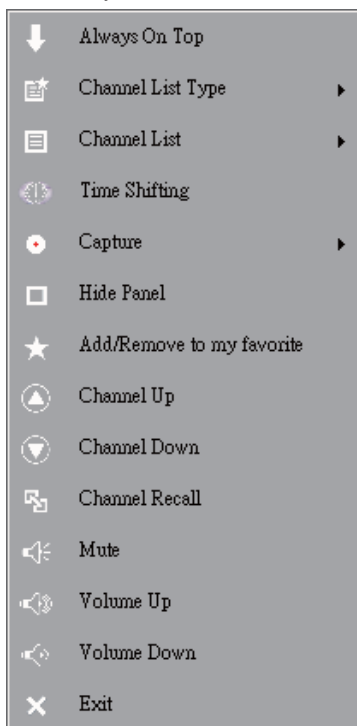 Always On Top
Channel List Type
Channel List
Time Shifting
Capture
Hide Panel
Add/Remove to my favorite
Channel Up
Channel Down
Channel Recall
Mute
Volume Up
Volume Down
Exit